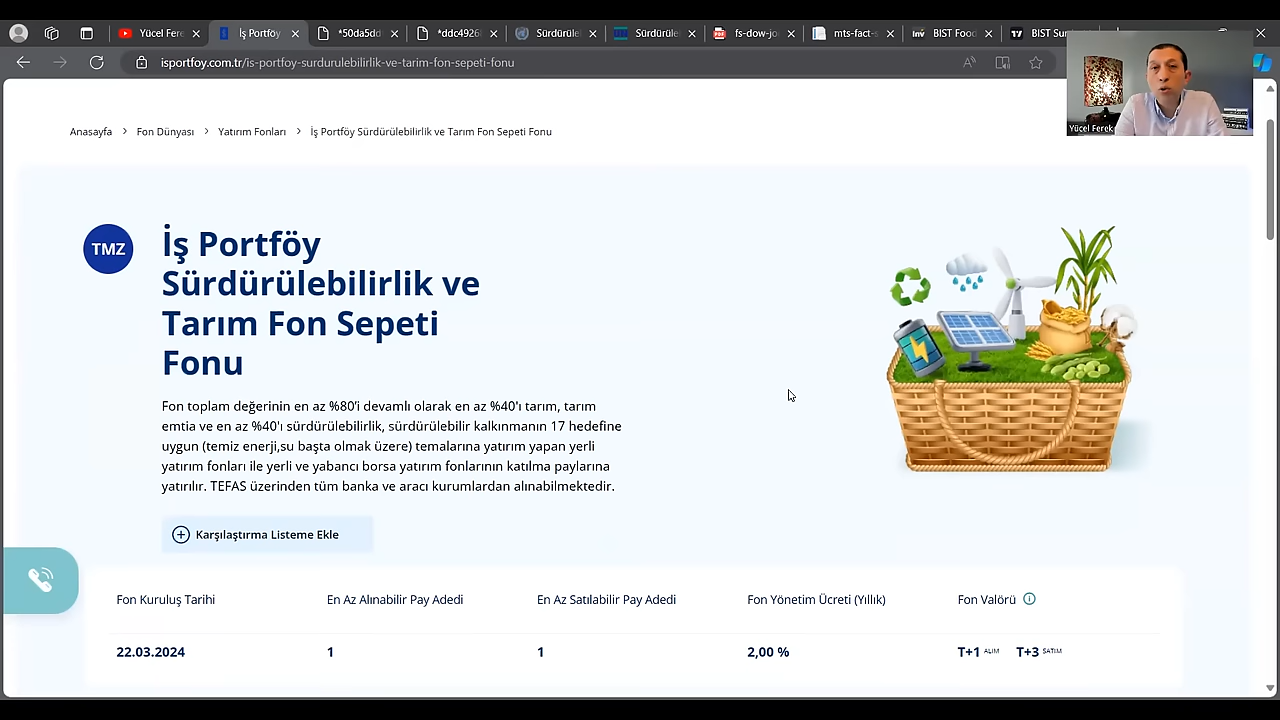 Yücel Fere
İş Portföy
*50da5dd
*ddc4926
Sürdürüle
Sürdürüle
fs-dow-jo
mts-fact-s
BIST Food
BIST Su
isportfoy.com.tr/is-portfoy-surdurulebilirlik-ve-tarim-fon-sepeti-fonu
Yücel Ferek
Anasayfa > Fon Dünyası > Yatırım Fonları > İş Portföy Sürdürülebilirlik ve Tarım Fon Sepeti Fonu
TMZ
İş Portföy
Sürdürülebilirlik ve
Tarım Fon Sepeti
Fonu
Fon toplam değerinin en az %80'i devamlı olarak en az %40'ı tarım, tarım
emtia ve en az %40'ı sürdürülebilirlik, sürdürülebilir kalkınmanın 17 hedefine
uygun (temiz enerji,su başta olmak üzere) temalarına yatırım yapan yerli
yatırım fonları ile yerli ve yabancı borsa yatırım fonlarının katılma paylarına
yatırılır. TEFAS üzerinden tüm banka ve aracı kurumlardan alınabilmektedir.
Karşılaştırma Listeme Ekle
Fon Kuruluş Tarihi En Az Alınabilir Pay Adedi En Az Satılabilir Pay Adedi Fon Yönetim Ücreti (Yıllık) Fon Valörü
22.03.2024 1 1 2,00 % T+1 ALIM T+3 SATIM